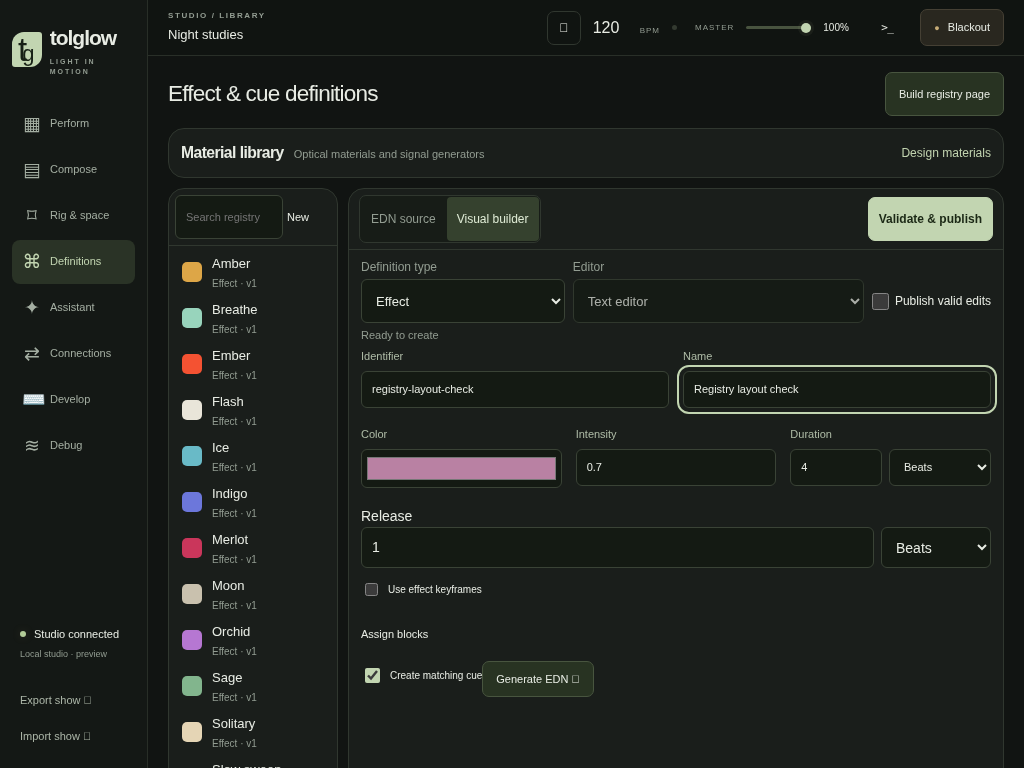 tg tolglow
LIGHT IN MOTION
Perform
Compose
Rig & space
Definitions
Assistant
Connections
Develop
Debug
Studio connected
Local studio · preview
Export show
Import show
STUDIO / LIBRARY
Night studies
120 BPM
MASTER 100%
>_
Blackout
Effect & cue definitions
Build registry page
Material library Optical materials and signal generators
Design materials
Search registry New
Amber
Effect · v1
Breathe
Effect · v1
Ember
Effect · v1
Flash
Effect · v1
Ice
Effect · v1
Indigo
Effect · v1
Merlot
Effect · v1
Moon
Effect · v1
Orchid
Effect · v1
Sage
Effect · v1
Solitary
Effect · v1
Slow sweep
EDN source Visual builder
Validate & publish
Definition type Editor
Effect Text editor Publish valid edits
Ready to create
Identifier Name
registry-layout-check Registry layout check
Color Intensity Duration
0.7 4 Beats
Release
1 Beats
Use effect keyframes
Assign blocks
Create matching cue Generate EDN